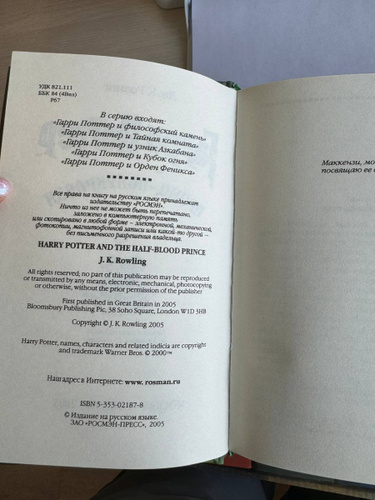 УДК 821.111
ББК 84 (4Вел)
Р67
В серию входят:
«Гарри Поттер и философский камень»
«Гарри Поттер и Тайная комната»
«Гарри Поттер и узник Азкабана»
«Гарри Поттер и Кубок огня»
«Гарри Поттер и Орден Феникса»
Все права на книгу на русском языке принадлежат
издательству «РОСМЭН».
Ничто из нее не может быть перепечатано,
заложено в компьютерную память
или скопировано в любой форме – электронной, механической,
фотокопии, магнитофонной записи или какой-то другой –
без письменного разрешения владельца.
HARRY POTTER AND THE HALF-BLOOD PRINCE
J. K. Rowling
All rights reserved; no part of this publication may be reproduced
or transmitted by any means, electronic, mechanical, photocopying
or otherwise, without the prior permission of the publisher
First published in Great Britain in 2005
Bloomsbury Publishing Plc, 38 Soho Square, London W1D 3HB
Copyright © J. K. Rowling 2005
Harry Potter, names, characters and related indicia are copyright
and trademark Warner Bros. © 2000™
Наш адрес в Интернете: www. rosman.ru
ISBN 5-353-02187-8
© Издание на русском языке.
ЗАО «РОСМЭН-ПРЕСС», 2005
Маккензи, мо
посвящаю ее